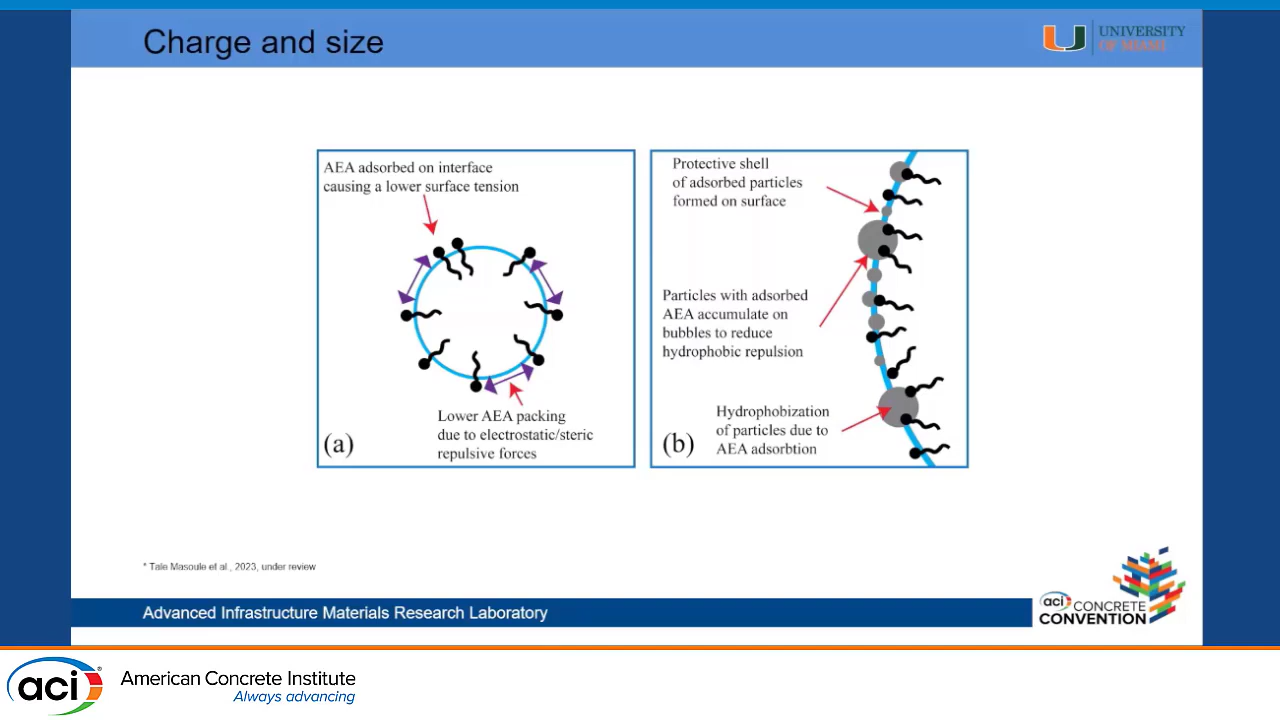 Charge and size
UNIVERSITY
OF MIAMI
AEA adsorbed on interface
causing a lower surface tension
Lower AEA packing
due to electrostatic/steric
repulsive forces
(a)
Protective shell
of adsorbed particles
formed on surface
Particles with adsorbed
AEA accumulate on
bubbles to reduce
hydrophobic repulsion
Hydrophobization
of particles due to
AEA adsorbtion
(b)
* Tale Masoule et al., 2023, under review
Advanced Infrastructure Materials Research Laboratory
aci CONCRETE
CONVENTION
aci®
American Concrete Institute
Always advancing